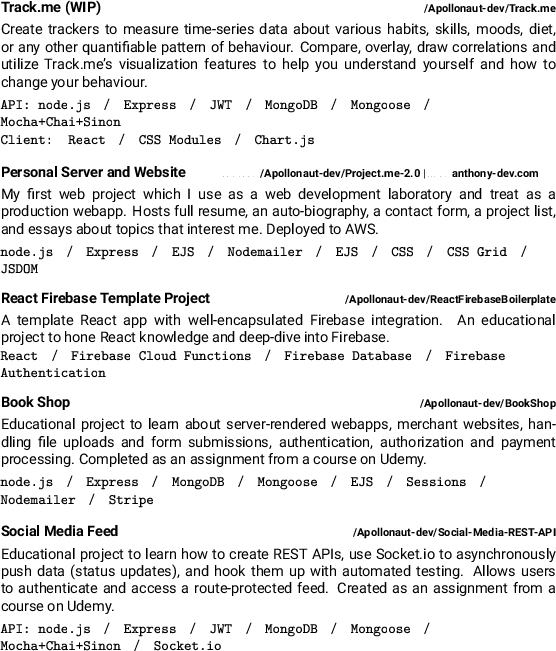 Track.me (WIP) /Apollonaut-dev/Track.me
Create trackers to measure time-series data about various habits, skills, moods, diet,
or any other quantifiable pattern of behaviour. Compare, overlay, draw correlations and
utilize Track.me's visualization features to help you understand yourself and how to
change your behaviour.
API: node.js / Express / JWT / MongoDB / Mongoose /
Mocha+Chai+Sinon
Client: React / CSS Modules / Chart.js
Personal Server and Website /Apollonaut-dev/Project.me-2.0 | anthony-dev.com
My first web project which I use as a web development laboratory and treat as a
production webapp. Hosts full resume, an auto-biography, a contact form, a project list,
and essays about topics that interest me. Deployed to AWS.
node.js / Express / EJS / Nodemailer / EJS / CSS / CSS Grid /
JSDOM
React Firebase Template Project /Apollonaut-dev/ReactFirebaseBoilerplate
A template React app with well-encapsulated Firebase integration. An educational
project to hone React knowledge and deep-dive into Firebase.
React / Firebase Cloud Functions / Firebase Database / Firebase
Authentication
Book Shop /Apollonaut-dev/BookShop
Educational project to learn about server-rendered webapps, merchant websites, han-
dling file uploads and form submissions, authentication, authorization and payment
processing. Completed as an assignment from a course on Udemy.
node.js / Express / MongoDB / Mongoose / EJS / Sessions /
Nodemailer / Stripe
Social Media Feed /Apollonaut-dev/Social-Media-REST-API
Educational project to learn how to create REST APIs, use Socket.io to asynchronously
push data (status updates), and hook them up with automated testing. Allows users
to authenticate and access a route-protected feed. Created as an assignment from a
course on Udemy.
API: node.js / Express / JWT / MongoDB / Mongoose /
Mocha+Chai+Sinon / Socket.io